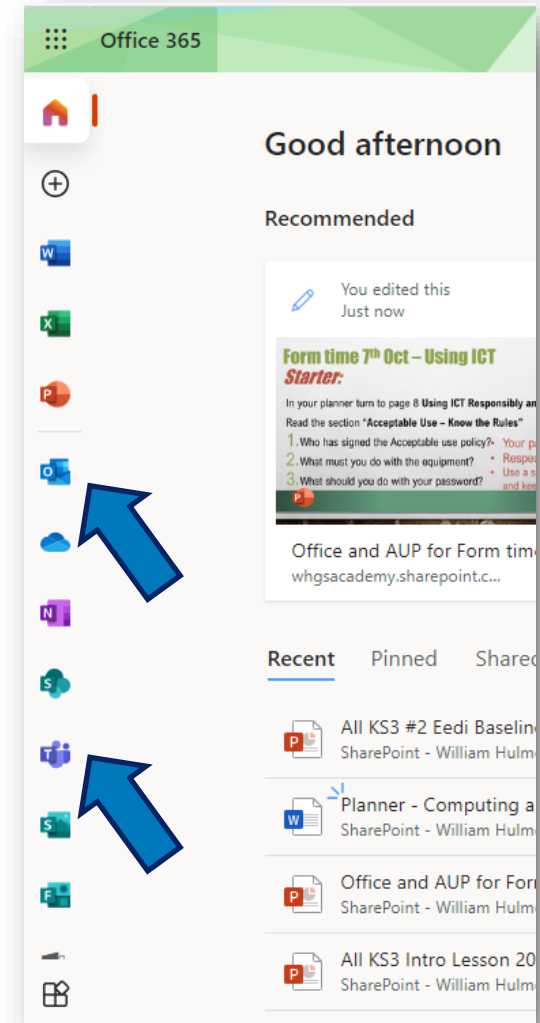 Office 365
Good afternoon
Recommended
You edited this
Just now
Form time 7th Oct – Using ICT
Starter:
In your planner turn to page 8 Using ICT Responsibly an
Read the section "Acceptable Use – Know the Rules"
1. Who has signed the Acceptable use policy?
2. What must you do with the equipment?
3. What should you do with your password?
• Your pa
• Respe
• Use a s
and kee
Office and AUP for Form tim
whgsacademy.sharepoint.c...
Recent Pinned Shared
All KS3 #2 Eedi Baselin
SharePoint - William Hulm
Planner - Computing a
SharePoint - William Hulm
Office and AUP for For
SharePoint - William Hulm
All KS3 Intro Lesson 20
SharePoint - William Hulm